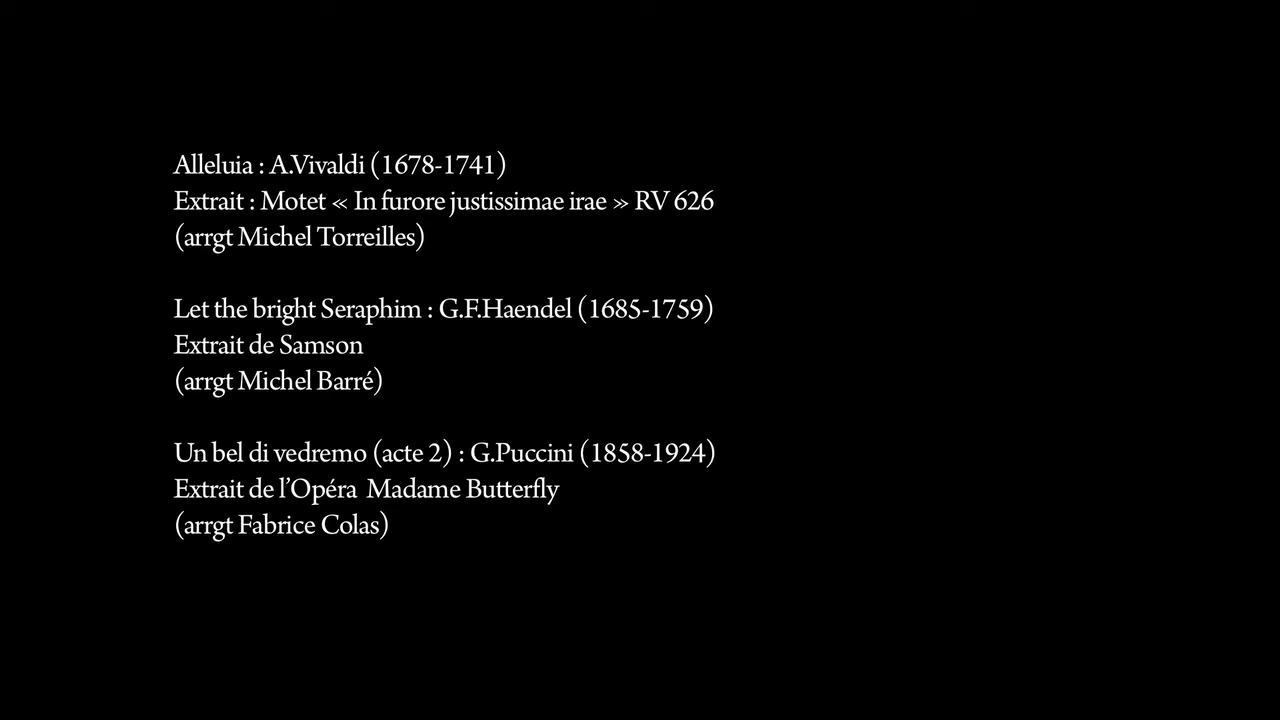 Alleluia : A.Vivaldi (1678-1741)
Extrait : Motet « In furore justissimae irae » RV 626
(arrgt Michel Torreilles)
Let the bright Seraphim : G.F.Haendel (1685-1759)
Extrait de Samson
(arrgt Michel Barré)
Un bel di vedremo (acte 2) : G.Puccini (1858-1924)
Extrait de l’Opéra  Madame Butterfly
(arrgt Fabrice Colas)